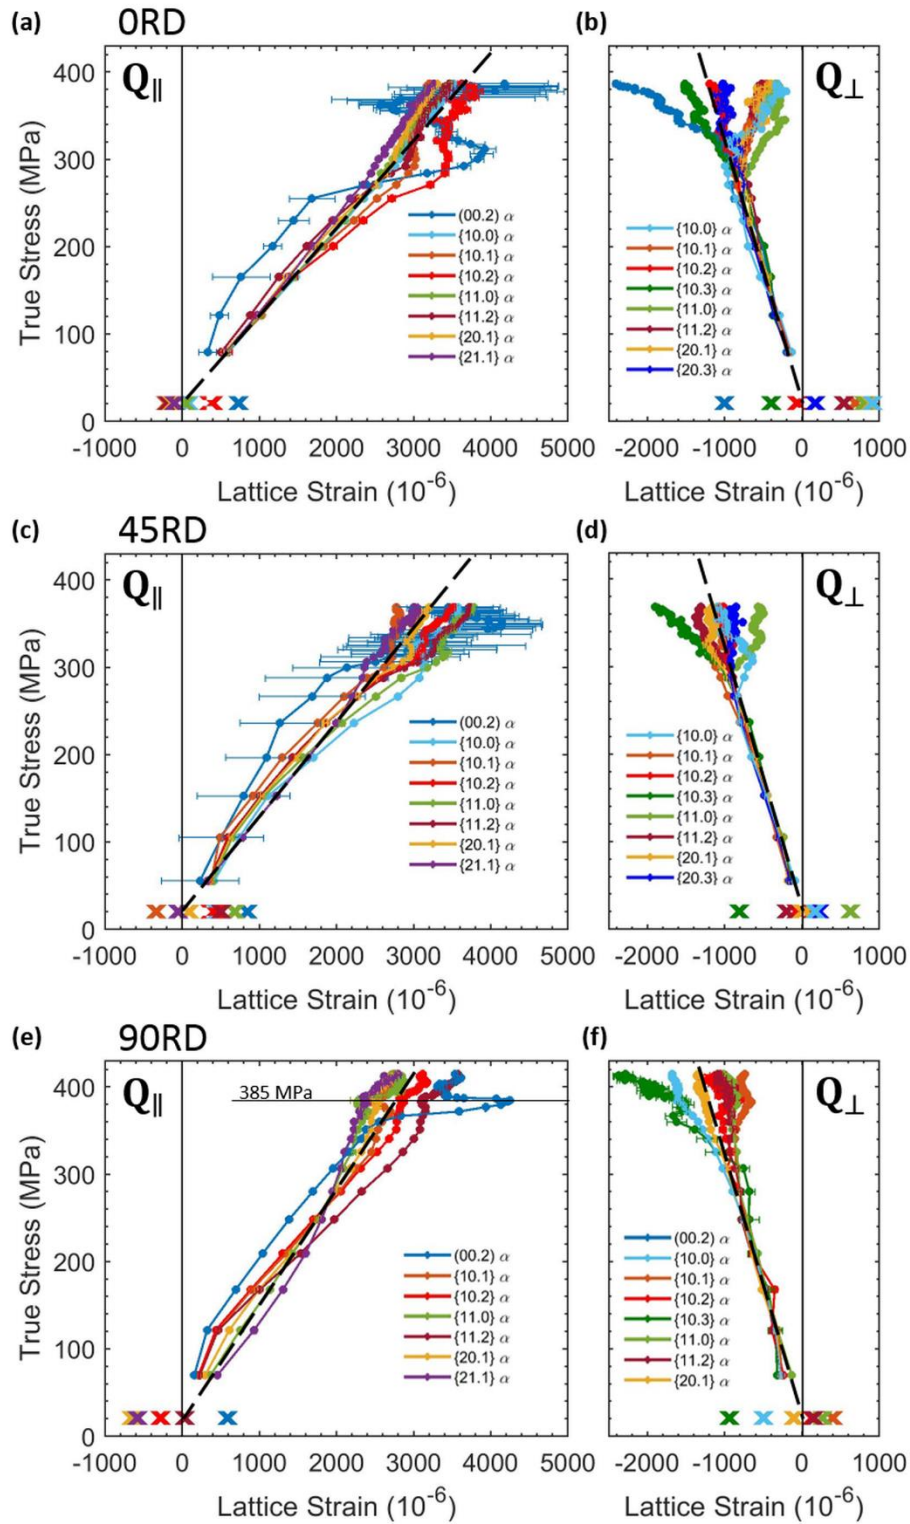 (a) 0RD
Q∥
400
300
200
100
0
True Stress (MPa)
(00.2) α
{10.0} α
{10.1} α
{10.2} α
{11.0} α
{11.2} α
{20.1} α
{21.1} α
-1000 0 1000 2000 3000 4000 5000
Lattice Strain (10⁻⁶)
(b)
Q⊥
{10.0} α
{10.1} α
{10.2} α
{10.3} α
{11.0} α
{11.2} α
{20.1} α
{20.3} α
-2000 -1000 0 1000
Lattice Strain (10⁻⁶)
(c) 45RD
Q∥
400
300
200
100
0
True Stress (MPa)
(00.2) α
{10.0} α
{10.1} α
{10.2} α
{11.0} α
{11.2} α
{20.1} α
{21.1} α
-1000 0 1000 2000 3000 4000 5000
Lattice Strain (10⁻⁶)
(d)
Q⊥
{10.0} α
{10.1} α
{10.2} α
{10.3} α
{11.0} α
{11.2} α
{20.1} α
{20.3} α
-2000 -1000 0 1000
Lattice Strain (10⁻⁶)
(e) 90RD
Q∥
385 MPa
400
300
200
100
0
True Stress (MPa)
(00.2) α
{10.1} α
{10.2} α
{11.0} α
{11.2} α
{20.1} α
{21.1} α
-1000 0 1000 2000 3000 4000 5000
Lattice Strain (10⁻⁶)
(f)
Q⊥
(00.2) α
{10.0} α
{10.1} α
{10.2} α
{10.3} α
{11.0} α
{11.2} α
{20.1} α
-2000 -1000 0 1000
Lattice Strain (10⁻⁶)